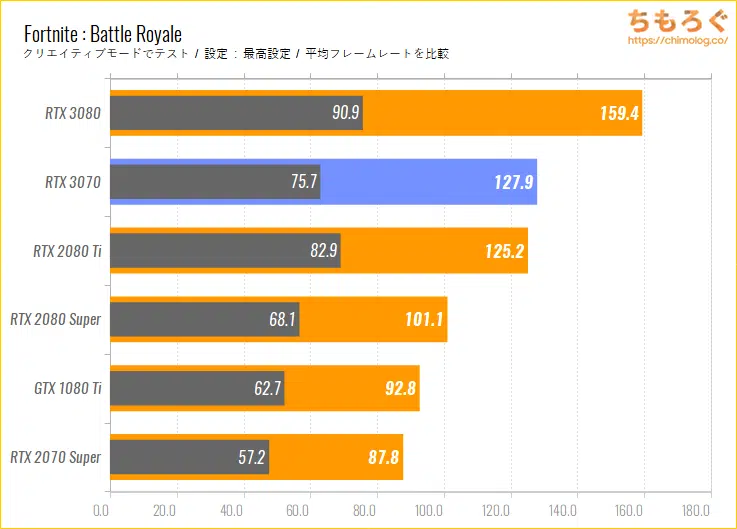 ちもろぐ
https://chimolog.co/
Fortnite : Battle Royale
クリエイティブモードでテスト / 設定 : 最高設定 / 平均フレームレートを比較
RTX 3080 90.9 159.4
RTX 3070 75.7 127.9
RTX 2080 Ti 82.9 125.2
RTX 2080 Super 68.1 101.1
GTX 1080 Ti 62.7 92.8
RTX 2070 Super 57.2 87.8
0.0 20.0 40.0 60.0 80.0 100.0 120.0 140.0 160.0 180.0